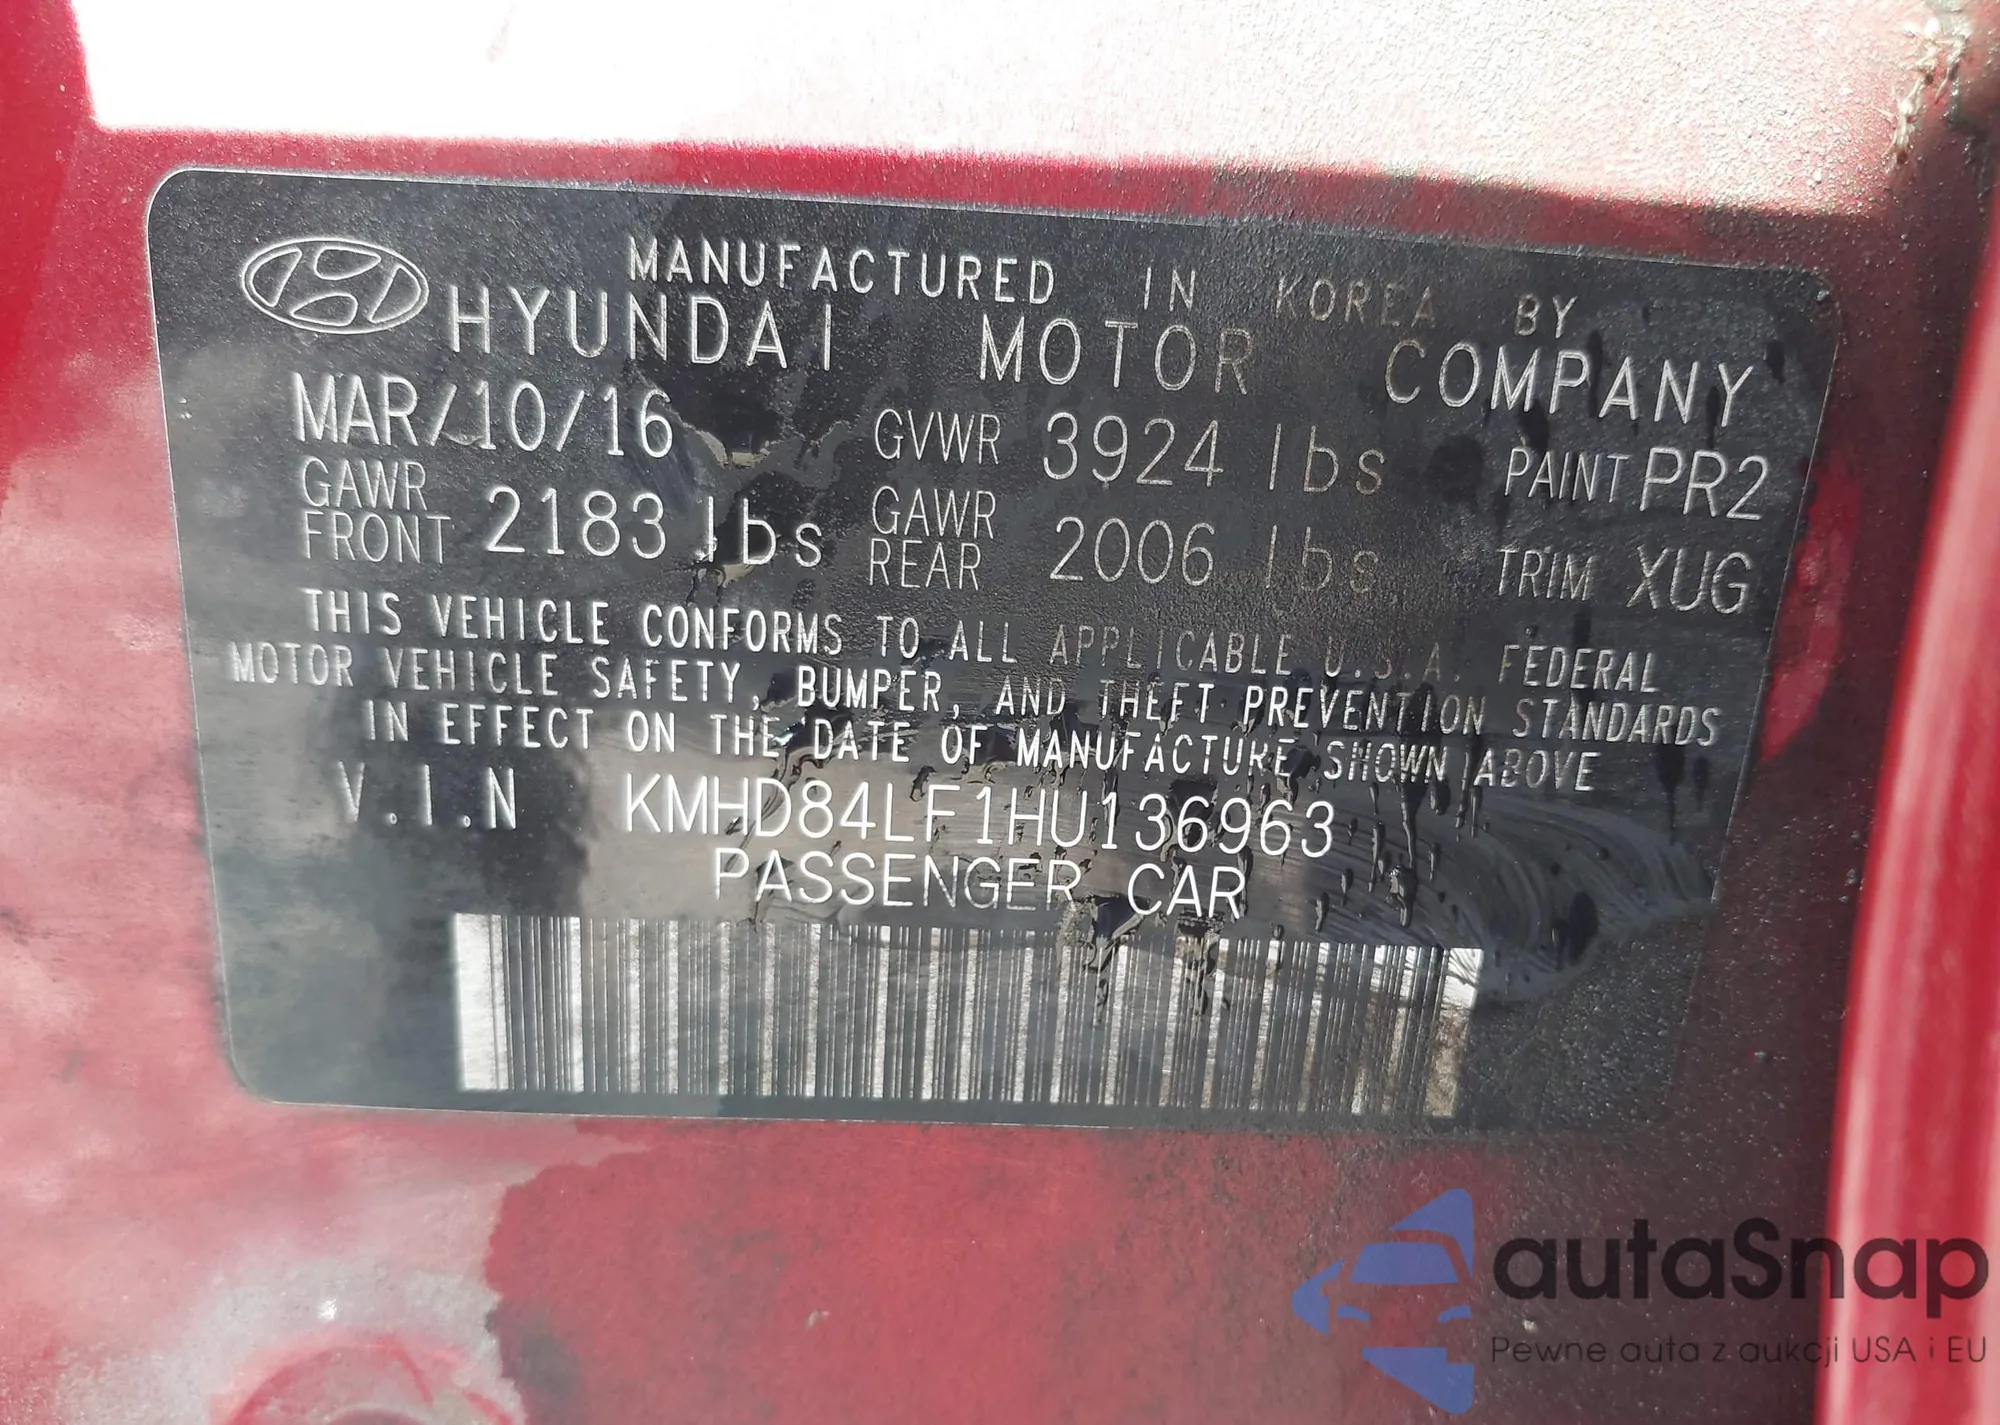 MANUFACTURED IN KOREA BY
HYUNDAI MOTOR COMPANY
MAR/10/16 GVWR 3924 lbs PAINT PR2
GAWR FRONT 2183 lbs GAWR REAR 2006 lbs TRIM XUG
THIS VEHICLE CONFORMS TO ALL APPLICABLE U.S.A. FEDERAL
MOTOR VEHICLE SAFETY, BUMPER, AND THEFT PREVENTION STANDARDS
IN EFFECT ON THE DATE OF MANUFACTURE SHOWN ABOVE
V.I.N KMHD84LF1HU136963
PASSENGER CAR
autaSnap
Pewne auta z aukcji USA i EU